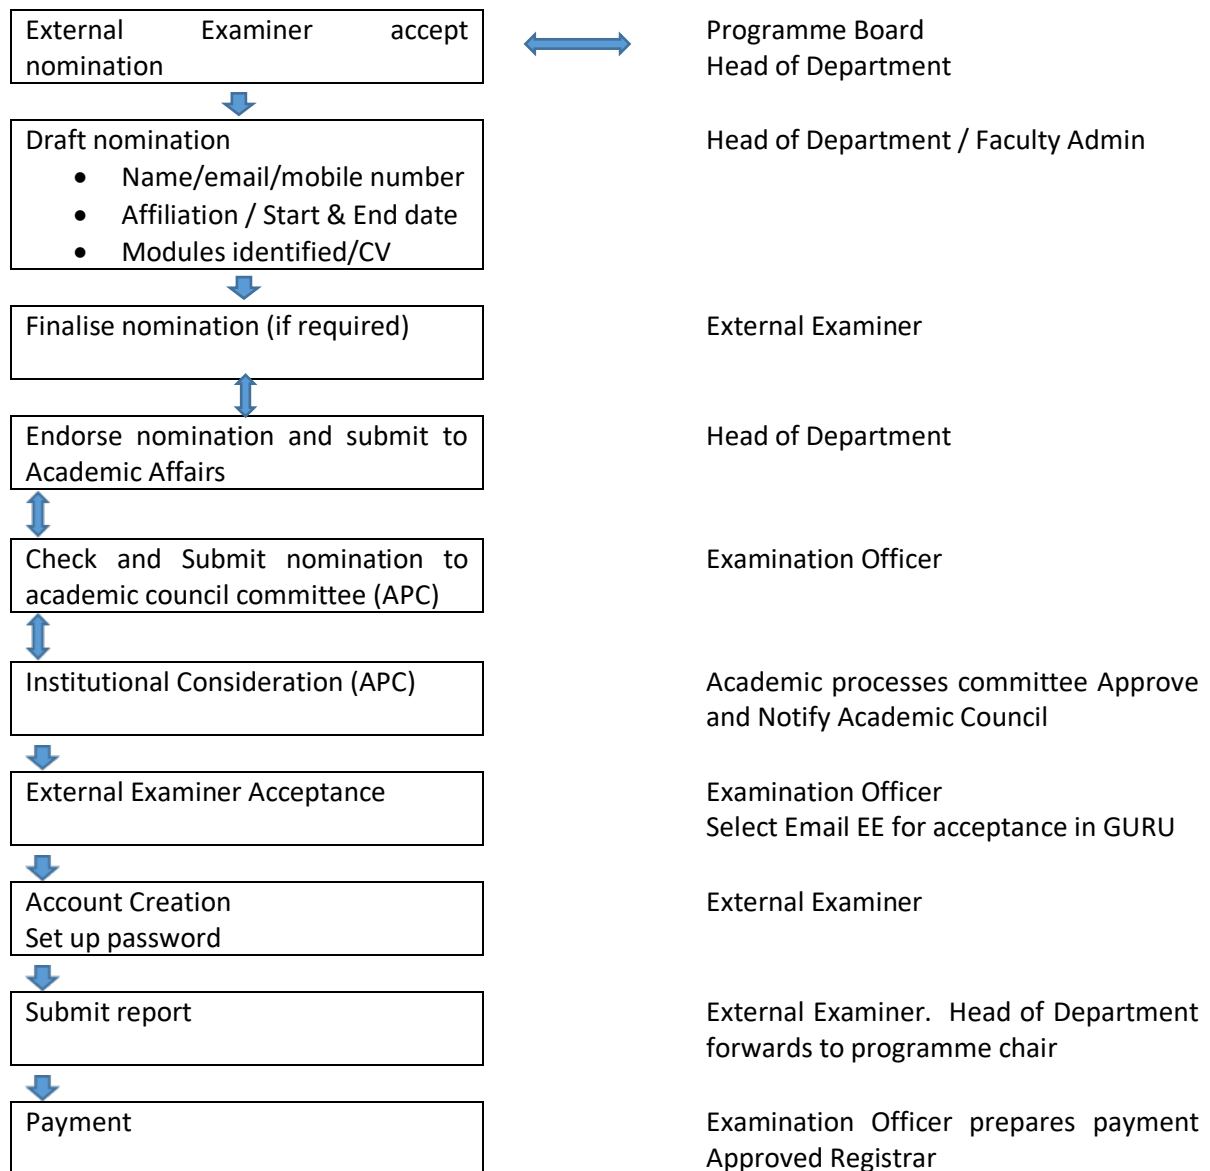 External Examiner accept
nomination
Programme Board
Head of Department
Draft nomination
• Name/email/mobile number
• Affiliation / Start & End date
• Modules identified/CV
Head of Department / Faculty Admin
Finalise nomination (if required)
External Examiner
Endorse nomination and submit to
Academic Affairs
Head of Department
Check and Submit nomination to
academic council committee (APC)
Examination Officer
Institutional Consideration (APC)
Academic processes committee Approve
and Notify Academic Council
External Examiner Acceptance
Examination Officer
Select Email EE for acceptance in GURU
Account Creation
Set up password
External Examiner
Submit report
External Examiner. Head of Department
forwards to programme chair
Payment
Examination Officer prepares payment
Approved Registrar